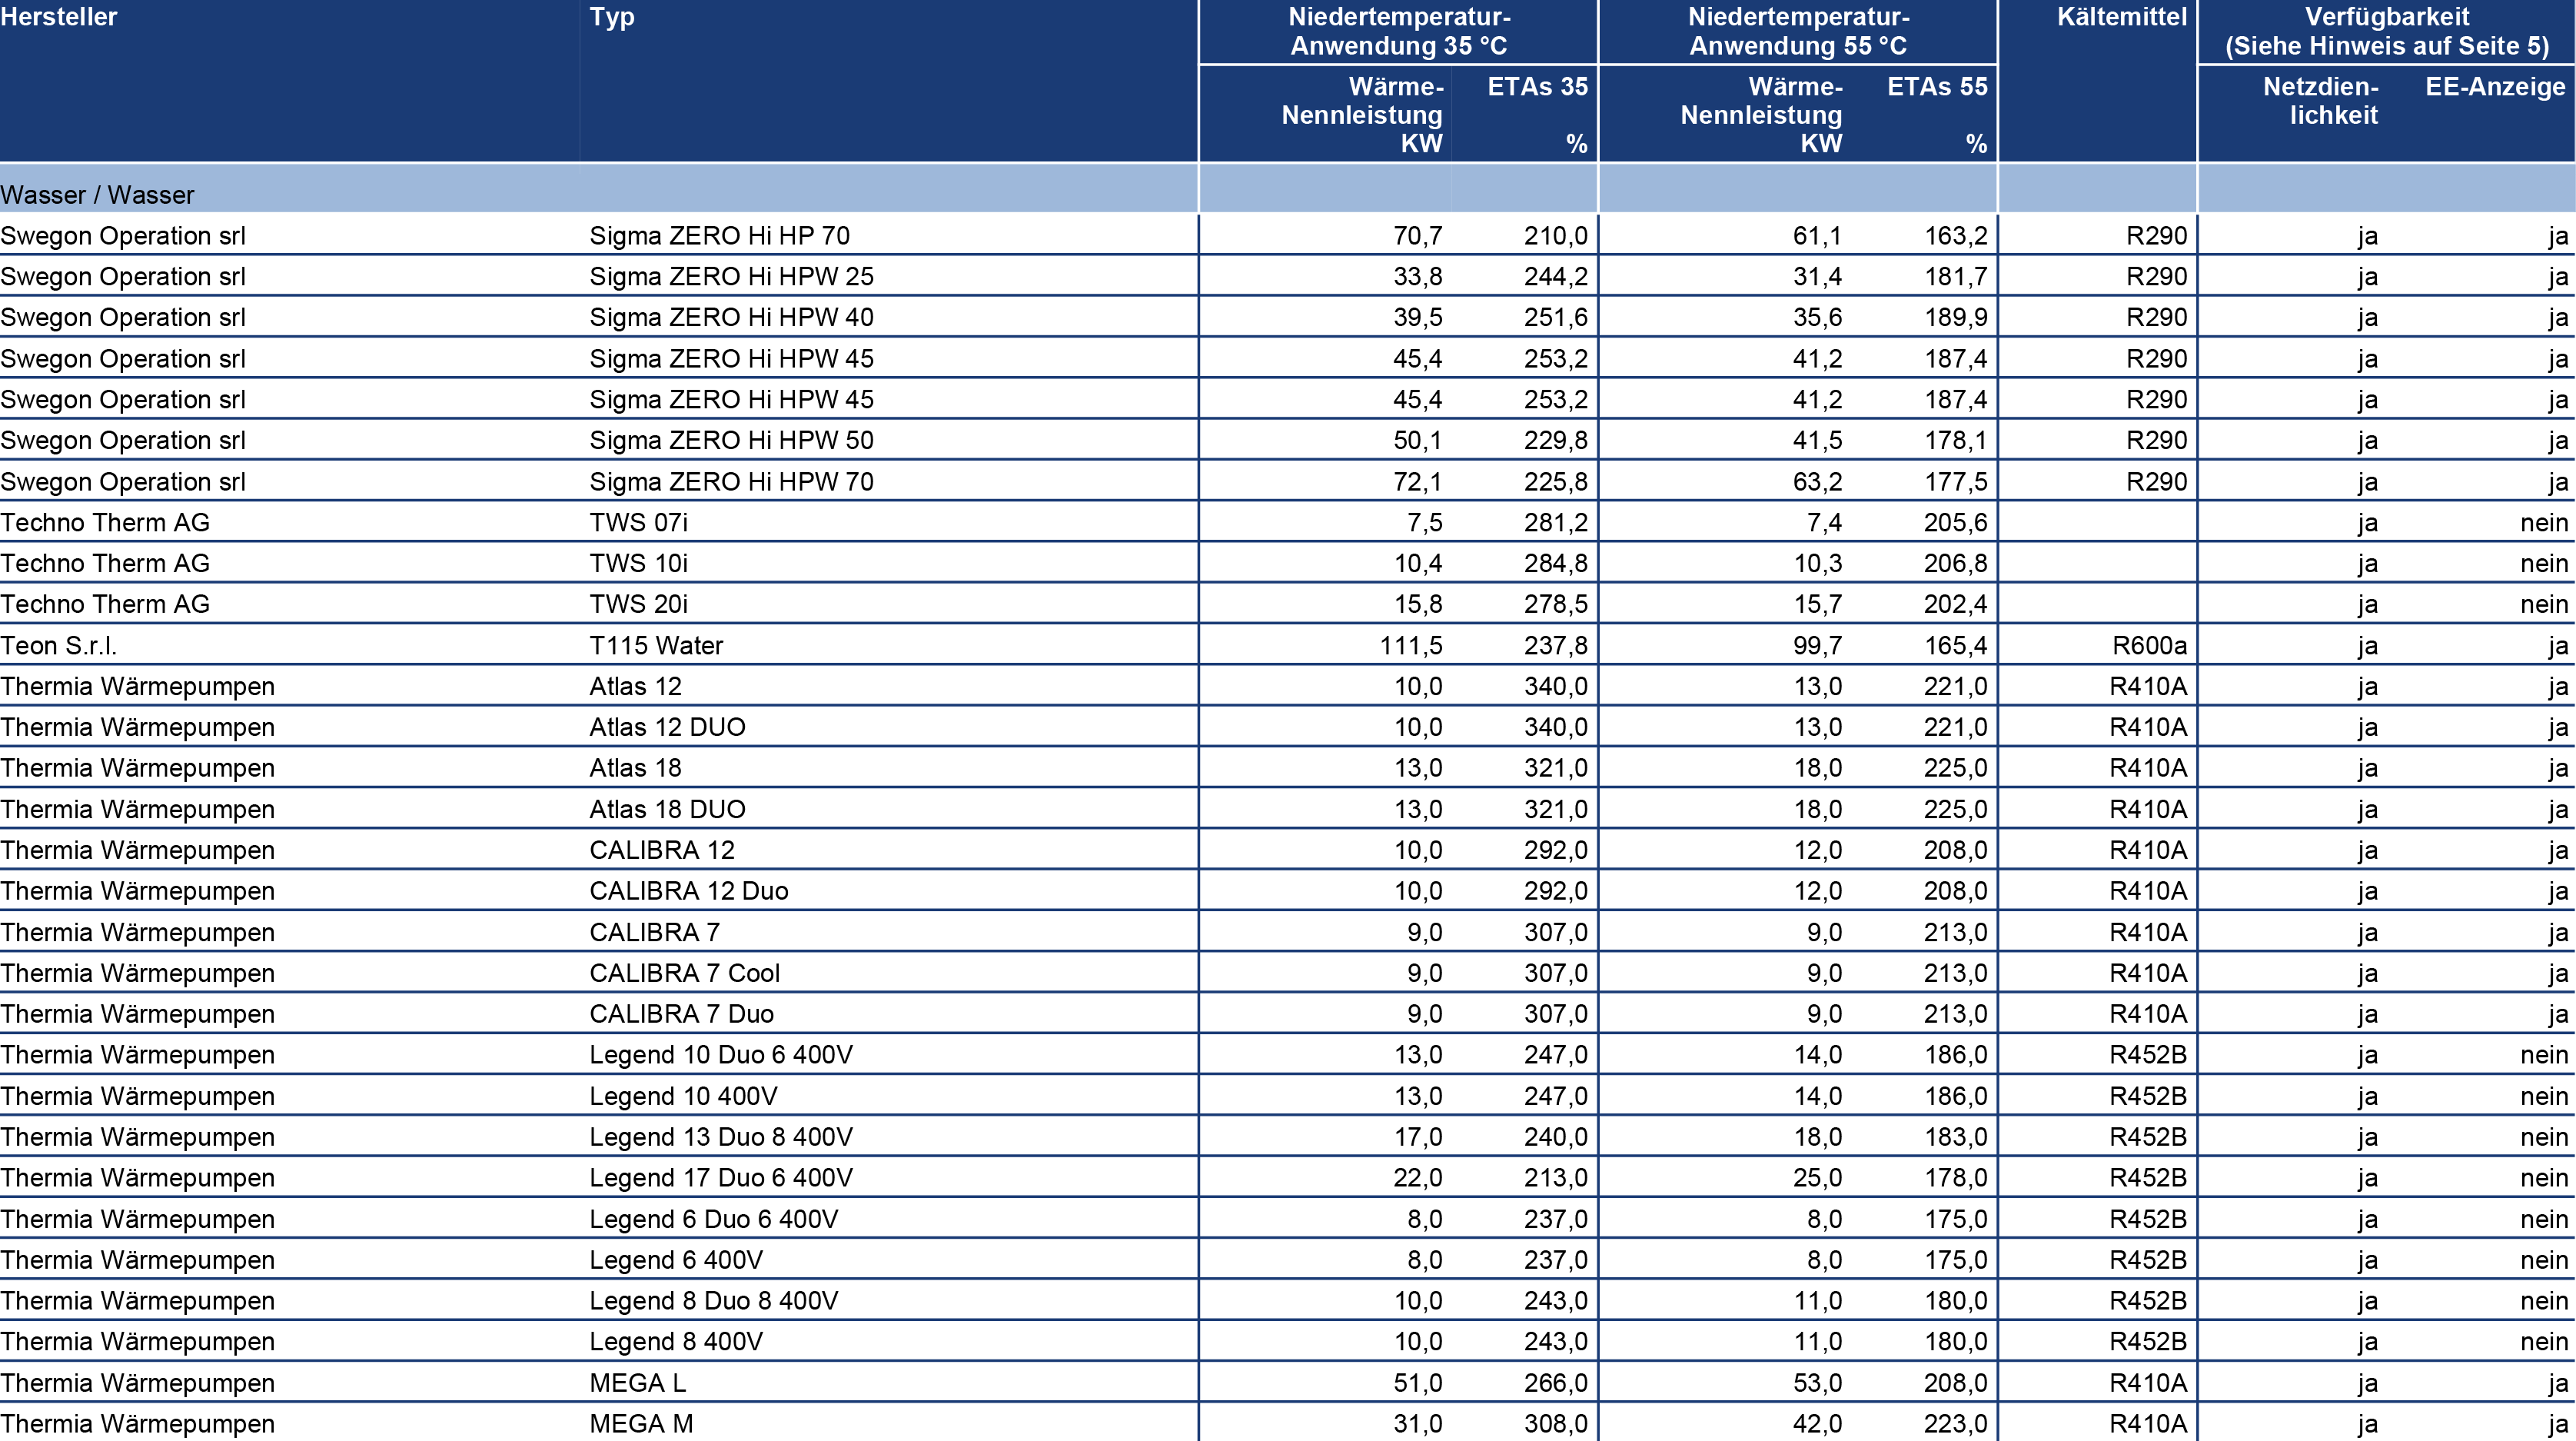 Hersteller Typ Niedertemperatur- Niedertemperatur- Kältemittel Verfügbarkeit
Anwendung 35 °C Anwendung 55 °C (Siehe Hinweis auf Seite 5)
Wärme- ETAs 35 Wärme- ETAs 55 Netzdien- EE-Anzeige
Nennleistung Nennleistung lichkeit
KW % KW %
Wasser / Wasser
Swegon Operation srl Sigma ZERO Hi HP 70 70,7 210,0 61,1 163,2 R290 ja ja
Swegon Operation srl Sigma ZERO Hi HPW 25 33,8 244,2 31,4 181,7 R290 ja ja
Swegon Operation srl Sigma ZERO Hi HPW 40 39,5 251,6 35,6 189,9 R290 ja ja
Swegon Operation srl Sigma ZERO Hi HPW 45 45,4 253,2 41,2 187,4 R290 ja ja
Swegon Operation srl Sigma ZERO Hi HPW 45 45,4 253,2 41,2 187,4 R290 ja ja
Swegon Operation srl Sigma ZERO Hi HPW 50 50,1 229,8 41,5 178,1 R290 ja ja
Swegon Operation srl Sigma ZERO Hi HPW 70 72,1 225,8 63,2 177,5 R290 ja ja
Techno Therm AG TWS 07i 7,5 281,2 7,4 205,6 ja nein
Techno Therm AG TWS 10i 10,4 284,8 10,3 206,8 ja nein
Techno Therm AG TWS 20i 15,8 278,5 15,7 202,4 ja nein
Teon S.r.l. T115 Water 111,5 237,8 99,7 165,4 R600a ja ja
Thermia Wärmepumpen Atlas 12 10,0 340,0 13,0 221,0 R410A ja ja
Thermia Wärmepumpen Atlas 12 DUO 10,0 340,0 13,0 221,0 R410A ja ja
Thermia Wärmepumpen Atlas 18 13,0 321,0 18,0 225,0 R410A ja ja
Thermia Wärmepumpen Atlas 18 DUO 13,0 321,0 18,0 225,0 R410A ja ja
Thermia Wärmepumpen CALIBRA 12 10,0 292,0 12,0 208,0 R410A ja ja
Thermia Wärmepumpen CALIBRA 12 Duo 10,0 292,0 12,0 208,0 R410A ja ja
Thermia Wärmepumpen CALIBRA 7 9,0 307,0 9,0 213,0 R410A ja ja
Thermia Wärmepumpen CALIBRA 7 Cool 9,0 307,0 9,0 213,0 R410A ja ja
Thermia Wärmepumpen CALIBRA 7 Duo 9,0 307,0 9,0 213,0 R410A ja ja
Thermia Wärmepumpen Legend 10 Duo 6 400V 13,0 247,0 14,0 186,0 R452B ja nein
Thermia Wärmepumpen Legend 10 400V 13,0 247,0 14,0 186,0 R452B ja nein
Thermia Wärmepumpen Legend 13 Duo 8 400V 17,0 240,0 18,0 183,0 R452B ja nein
Thermia Wärmepumpen Legend 17 Duo 6 400V 22,0 213,0 25,0 178,0 R452B ja nein
Thermia Wärmepumpen Legend 6 Duo 6 400V 8,0 237,0 8,0 175,0 R452B ja nein
Thermia Wärmepumpen Legend 6 400V 8,0 237,0 8,0 175,0 R452B ja nein
Thermia Wärmepumpen Legend 8 Duo 8 400V 10,0 243,0 11,0 180,0 R452B ja nein
Thermia Wärmepumpen Legend 8 400V 10,0 243,0 11,0 180,0 R452B ja nein
Thermia Wärmepumpen MEGA L 51,0 266,0 53,0 208,0 R410A ja ja
Thermia Wärmepumpen MEGA M 31,0 308,0 42,0 223,0 R410A ja ja